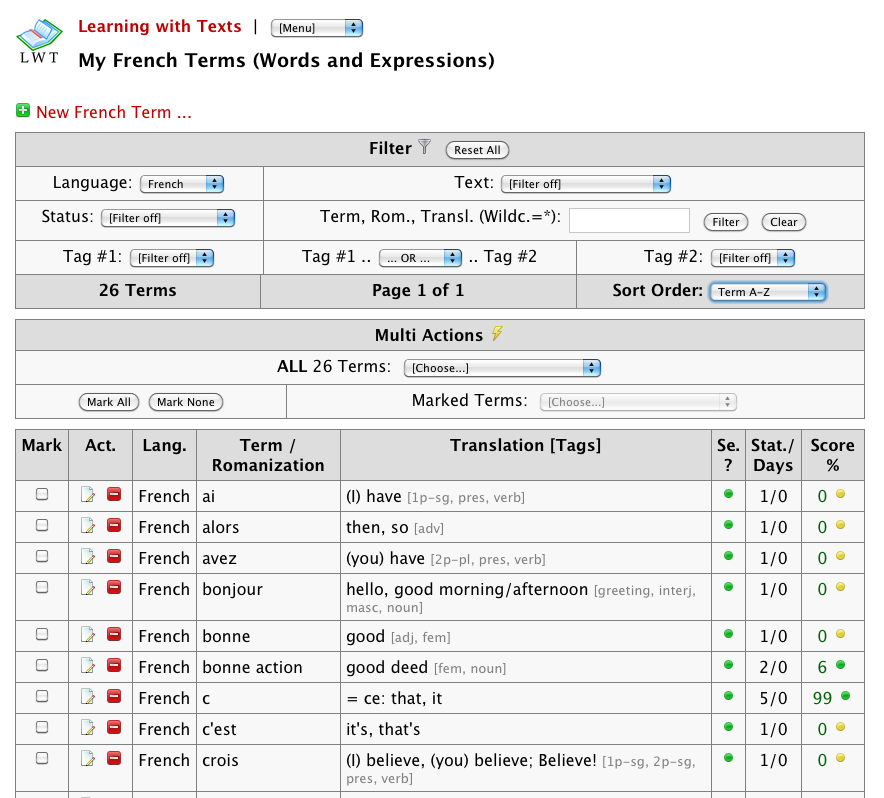 Learning with Texts | [Menu]
LWT
My French Terms (Words and Expressions)
New French Term ...
Filter Reset All
Language: French Text: [Filter off]
Status: [Filter off] Term, Rom., Transl. (Wildc.=*): Filter Clear
Tag #1: [Filter off] Tag #1 .. ... OR ... .. Tag #2 Tag #2: [Filter off]
26 Terms Page 1 of 1 Sort Order: Term A-Z
Multi Actions
ALL 26 Terms: [Choose...]
Mark All Mark None Marked Terms: [Choose...]
Mark Act. Lang. Term / Translation [Tags] Se. Stat./ Score
Romanization ? Days %
French ai (I) have [1p-sg, pres, verb] 1/0 0
French alors then, so [adv] 1/0 0
French avez (you) have [2p-pl, pres, verb] 1/0 0
French bonjour hello, good morning/afternoon [greeting, interj, 1/0 0
masc, noun]
French bonne good [adj, fem] 1/0 0
French bonne action good deed [fem, noun] 2/0 6
French c = ce: that, it 5/0 99
French c'est it's, that's 1/0 0
French crois (I) believe, (you) believe; Believe! [1p-sg, 2p-sg, 1/0 0
pres, verb]